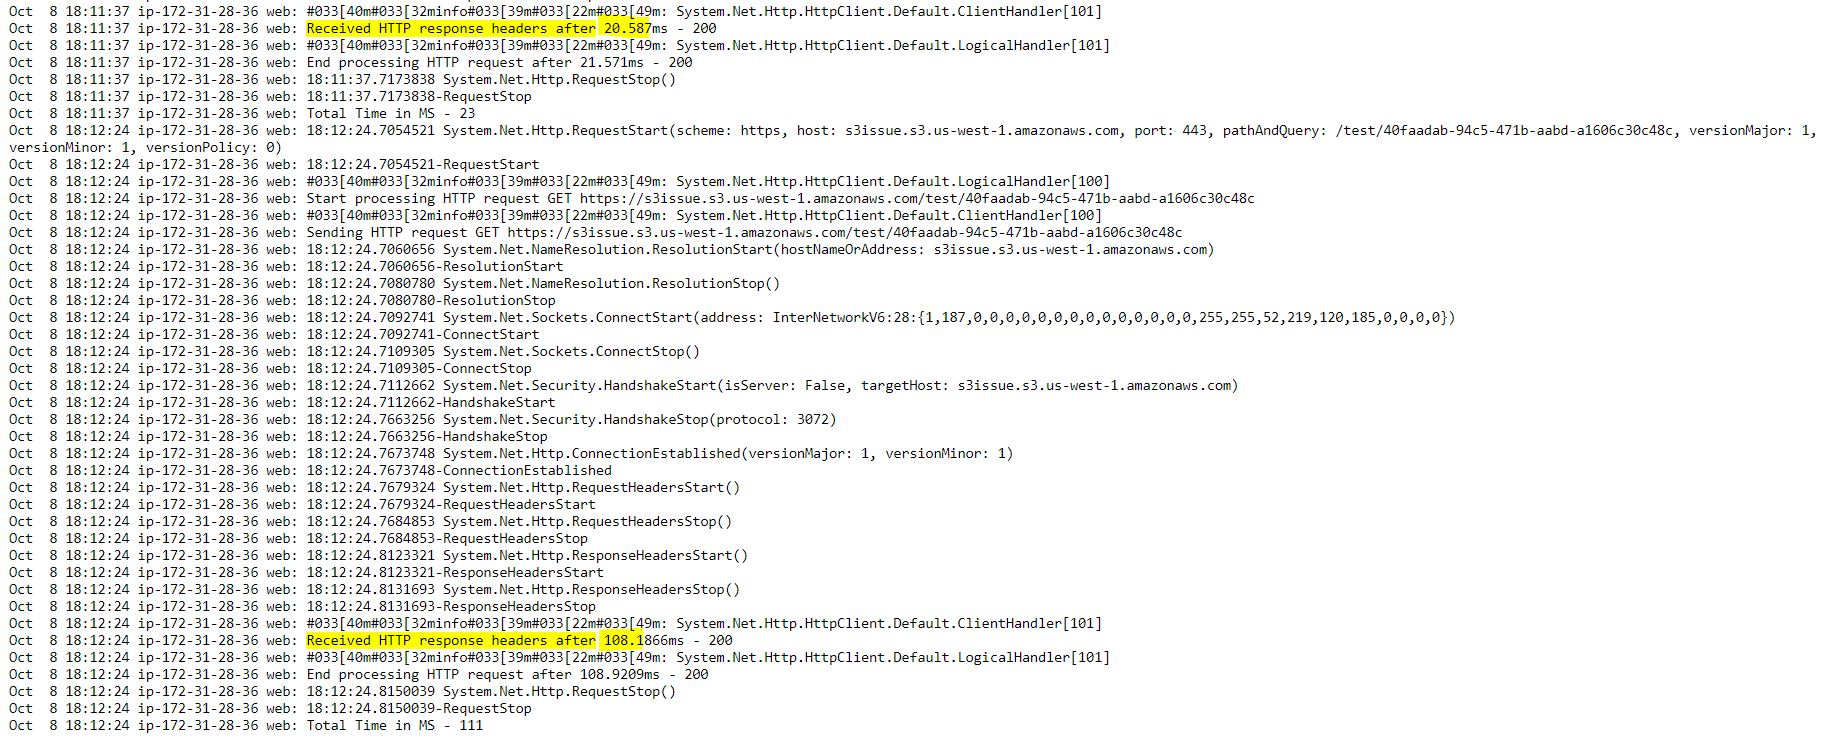 Oct  8 18:11:37 ip-172-31-28-36 web: #033[40m#033[32minfo#033[39m#033[22m#033[49m: System.Net.Http.HttpClient.Default.ClientHandler[101]
Oct  8 18:11:37 ip-172-31-28-36 web: Received HTTP response headers after 20.587ms - 200
Oct  8 18:11:37 ip-172-31-28-36 web: #033[40m#033[32minfo#033[39m#033[22m#033[49m: System.Net.Http.HttpClient.Default.LogicalHandler[101]
Oct  8 18:11:37 ip-172-31-28-36 web: End processing HTTP request after 21.571ms - 200
Oct  8 18:11:37 ip-172-31-28-36 web: 18:11:37.7173838 System.Net.Http.RequestStop()
Oct  8 18:11:37 ip-172-31-28-36 web: 18:11:37.7173838-RequestStop
Oct  8 18:11:37 ip-172-31-28-36 web: Total Time in MS - 23
Oct  8 18:12:24 ip-172-31-28-36 web: 18:12:24.7054521 System.Net.Http.RequestStart(scheme: https, host: s3issue.s3.us-west-1.amazonaws.com, port: 443, pathAndQuery: /test/40faadab-94c5-471b-aabd-a1606c30c48c, versionMajor: 1,
versionMinor: 1, versionPolicy: 0)
Oct  8 18:12:24 ip-172-31-28-36 web: 18:12:24.7054521-RequestStart
Oct  8 18:12:24 ip-172-31-28-36 web: #033[40m#033[32minfo#033[39m#033[22m#033[49m: System.Net.Http.HttpClient.Default.LogicalHandler[100]
Oct  8 18:12:24 ip-172-31-28-36 web: Start processing HTTP request GET https://s3issue.s3.us-west-1.amazonaws.com/test/40faadab-94c5-471b-aabd-a1606c30c48c
Oct  8 18:12:24 ip-172-31-28-36 web: #033[40m#033[32minfo#033[39m#033[22m#033[49m: System.Net.Http.HttpClient.Default.ClientHandler[100]
Oct  8 18:12:24 ip-172-31-28-36 web: Sending HTTP request GET https://s3issue.s3.us-west-1.amazonaws.com/test/40faadab-94c5-471b-aabd-a1606c30c48c
Oct  8 18:12:24 ip-172-31-28-36 web: 18:12:24.7060656 System.Net.NameResolution.ResolutionStart(hostNameOrAddress: s3issue.s3.us-west-1.amazonaws.com)
Oct  8 18:12:24 ip-172-31-28-36 web: 18:12:24.7060656-ResolutionStart
Oct  8 18:12:24 ip-172-31-28-36 web: 18:12:24.7080780 System.Net.NameResolution.ResolutionStop()
Oct  8 18:12:24 ip-172-31-28-36 web: 18:12:24.7080780-ResolutionStop
Oct  8 18:12:24 ip-172-31-28-36 web: 18:12:24.7092741 System.Net.Sockets.ConnectStart(address: InterNetworkV6:28:{1,187,0,0,0,0,0,0,0,0,0,0,0,0,0,0,255,255,52,219,120,185,0,0,0,0})
Oct  8 18:12:24 ip-172-31-28-36 web: 18:12:24.7092741-ConnectStart
Oct  8 18:12:24 ip-172-31-28-36 web: 18:12:24.7109305 System.Net.Sockets.ConnectStop()
Oct  8 18:12:24 ip-172-31-28-36 web: 18:12:24.7109305-ConnectStop
Oct  8 18:12:24 ip-172-31-28-36 web: 18:12:24.7112662 System.Net.Security.HandshakeStart(isServer: False, targetHost: s3issue.s3.us-west-1.amazonaws.com)
Oct  8 18:12:24 ip-172-31-28-36 web: 18:12:24.7112662-HandshakeStart
Oct  8 18:12:24 ip-172-31-28-36 web: 18:12:24.7663256 System.Net.Security.HandshakeStop(protocol: 3072)
Oct  8 18:12:24 ip-172-31-28-36 web: 18:12:24.7663256-HandshakeStop
Oct  8 18:12:24 ip-172-31-28-36 web: 18:12:24.7673748 System.Net.Http.ConnectionEstablished(versionMajor: 1, versionMinor: 1)
Oct  8 18:12:24 ip-172-31-28-36 web: 18:12:24.7673748-ConnectionEstablished
Oct  8 18:12:24 ip-172-31-28-36 web: 18:12:24.7679324 System.Net.Http.RequestHeadersStart()
Oct  8 18:12:24 ip-172-31-28-36 web: 18:12:24.7679324-RequestHeadersStart
Oct  8 18:12:24 ip-172-31-28-36 web: 18:12:24.7684853 System.Net.Http.RequestHeadersStop()
Oct  8 18:12:24 ip-172-31-28-36 web: 18:12:24.7684853-RequestHeadersStop
Oct  8 18:12:24 ip-172-31-28-36 web: 18:12:24.8123321 System.Net.Http.ResponseHeadersStart()
Oct  8 18:12:24 ip-172-31-28-36 web: 18:12:24.8123321-ResponseHeadersStart
Oct  8 18:12:24 ip-172-31-28-36 web: 18:12:24.8131693 System.Net.Http.ResponseHeadersStop()
Oct  8 18:12:24 ip-172-31-28-36 web: 18:12:24.8131693-ResponseHeadersStop
Oct  8 18:12:24 ip-172-31-28-36 web: #033[40m#033[32minfo#033[39m#033[22m#033[49m: System.Net.Http.HttpClient.Default.ClientHandler[101]
Oct  8 18:12:24 ip-172-31-28-36 web: Received HTTP response headers after 108.1866ms - 200
Oct  8 18:12:24 ip-172-31-28-36 web: #033[40m#033[32minfo#033[39m#033[22m#033[49m: System.Net.Http.HttpClient.Default.LogicalHandler[101]
Oct  8 18:12:24 ip-172-31-28-36 web: End processing HTTP request after 108.9209ms - 200
Oct  8 18:12:24 ip-172-31-28-36 web: 18:12:24.8150039 System.Net.Http.RequestStop()
Oct  8 18:12:24 ip-172-31-28-36 web: 18:12:24.8150039-RequestStop
Oct  8 18:12:24 ip-172-31-28-36 web: Total Time in MS - 111